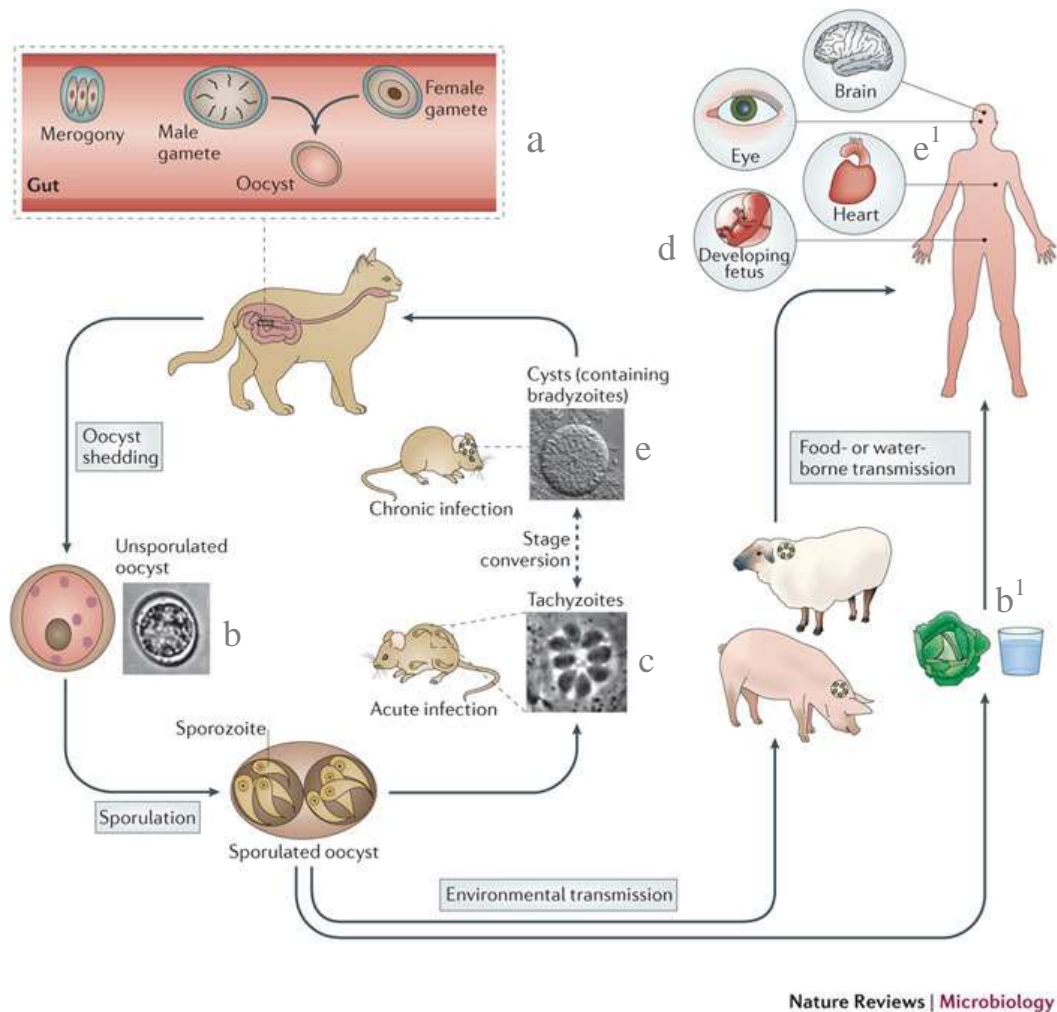 Merogony
Male
gamete
Female
gamete
Oocyst
Gut
a
Brain
Eye
e¹
Heart
d
Developing
fetus
Oocyst
shedding
Cysts (containing
bradyzoites)
e
Chronic infection
Stage
conversion
Food- or water-
borne transmission
Unsporulated
oocyst
b
Tachyzoites
c
Acute infection
b¹
Sporozoite
Sporulation
Sporulated oocyst
Environmental transmission
Nature Reviews | Microbiology